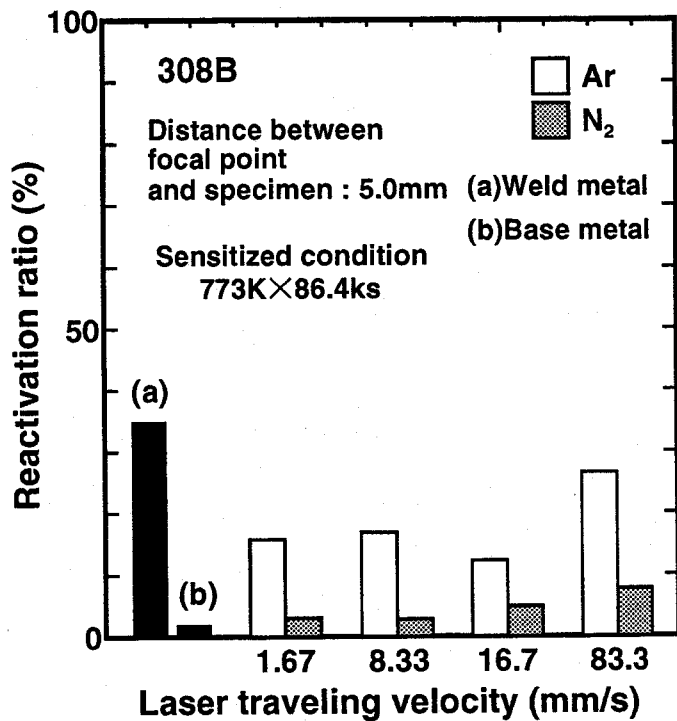 100
308B
Ar
N₂
Distance between
focal point
and specimen : 5.0mm
(a)Weld metal
(b)Base metal
Sensitized condition
773K×86.4ks
50
(a)
(b)
0
Reactivation ratio (%)
1.67 8.33 16.7 83.3
Laser traveling velocity (mm/s)